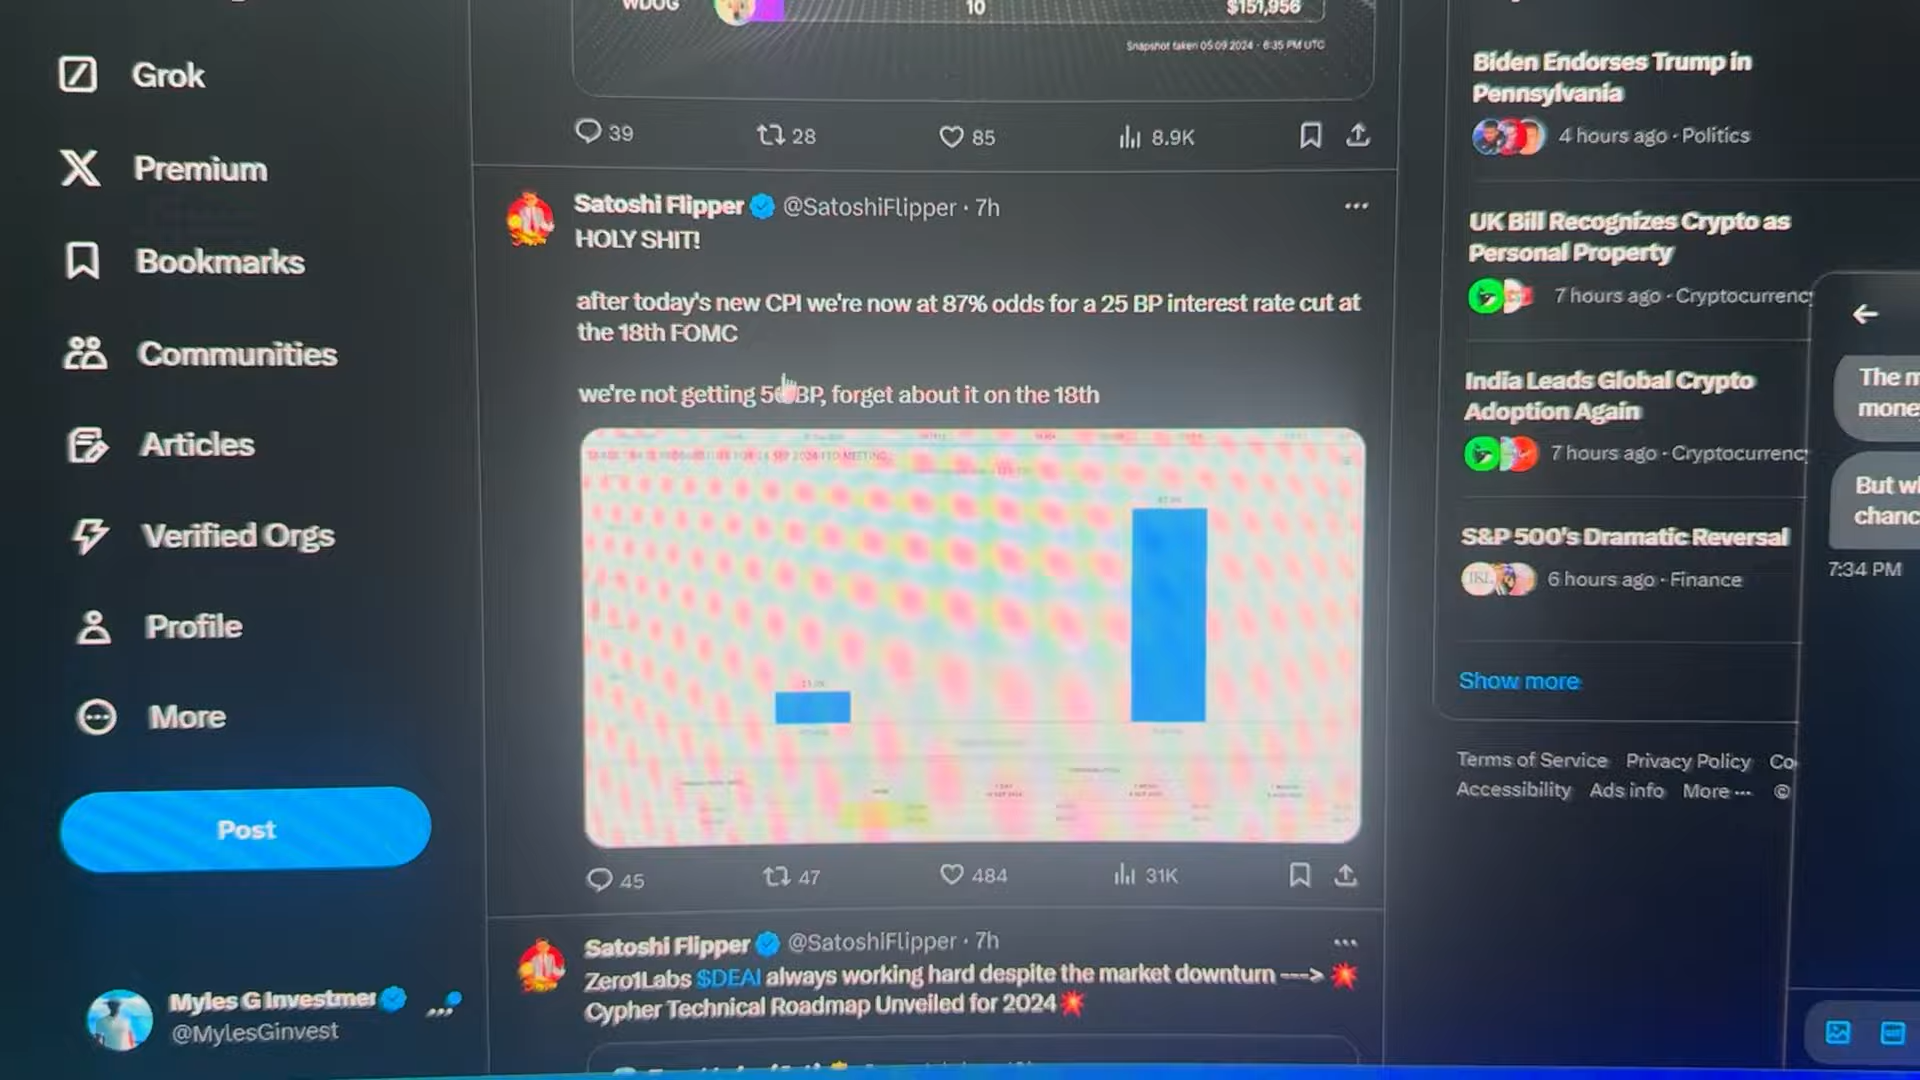 WDOG
10
$151,956
Snapshot taken 05.09.2024 - 6:35 PM UTC
Grok
Premium
Bookmarks
Communities
Articles
Verified Orgs
Profile
More
Post
Myles G Investmer
@MylesGinvest
39
28
85
8.9K
Satoshi Flipper @SatoshiFlipper · 7h
HOLY SHIT!
after today's new CPI we're now at 87% odds for a 25 BP interest rate cut at
the 18th FOMC
we're not getting 50 BP, forget about it on the 18th
45
47
484
31K
Satoshi Flipper @SatoshiFlipper · 7h
Zero1Labs $DEAI always working hard despite the market downturn --->
Cypher Technical Roadmap Unveiled for 2024
Biden Endorses Trump in
Pennsylvania
4 hours ago · Politics
UK Bill Recognizes Crypto as
Personal Property
7 hours ago · Cryptocurrenc
India Leads Global Crypto
Adoption Again
7 hours ago · Cryptocurrenc
S&P 500's Dramatic Reversal
6 hours ago · Finance
Show more
Terms of Service Privacy Policy Co
Accessibility Ads info More ··· ©
The m
mone
But wh
chanc
7:34 PM